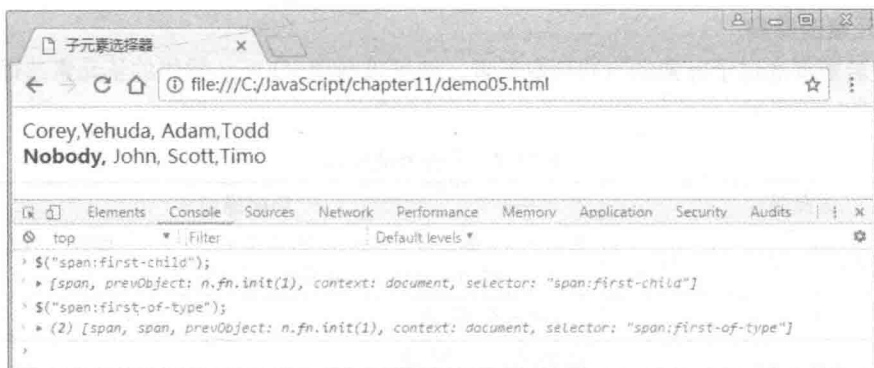 子元素选择器 ×
file:///C:/JavaScript/chapter11/demo05.html
Corey,Yehuda, Adam,Todd
Nobody, John, Scott,Timo
Elements Console Sources Network Performance Memory Application Security Audits
top Filter Default levels
> $("span:first-child");
[span, prevObject: n.fn.init(1), context: document, selector: "span:first-child"]
> $("span:first-of-type");
(2) [span, span, prevObject: n.fn.init(1), context: document, selector: "span:first-of-type"]
>